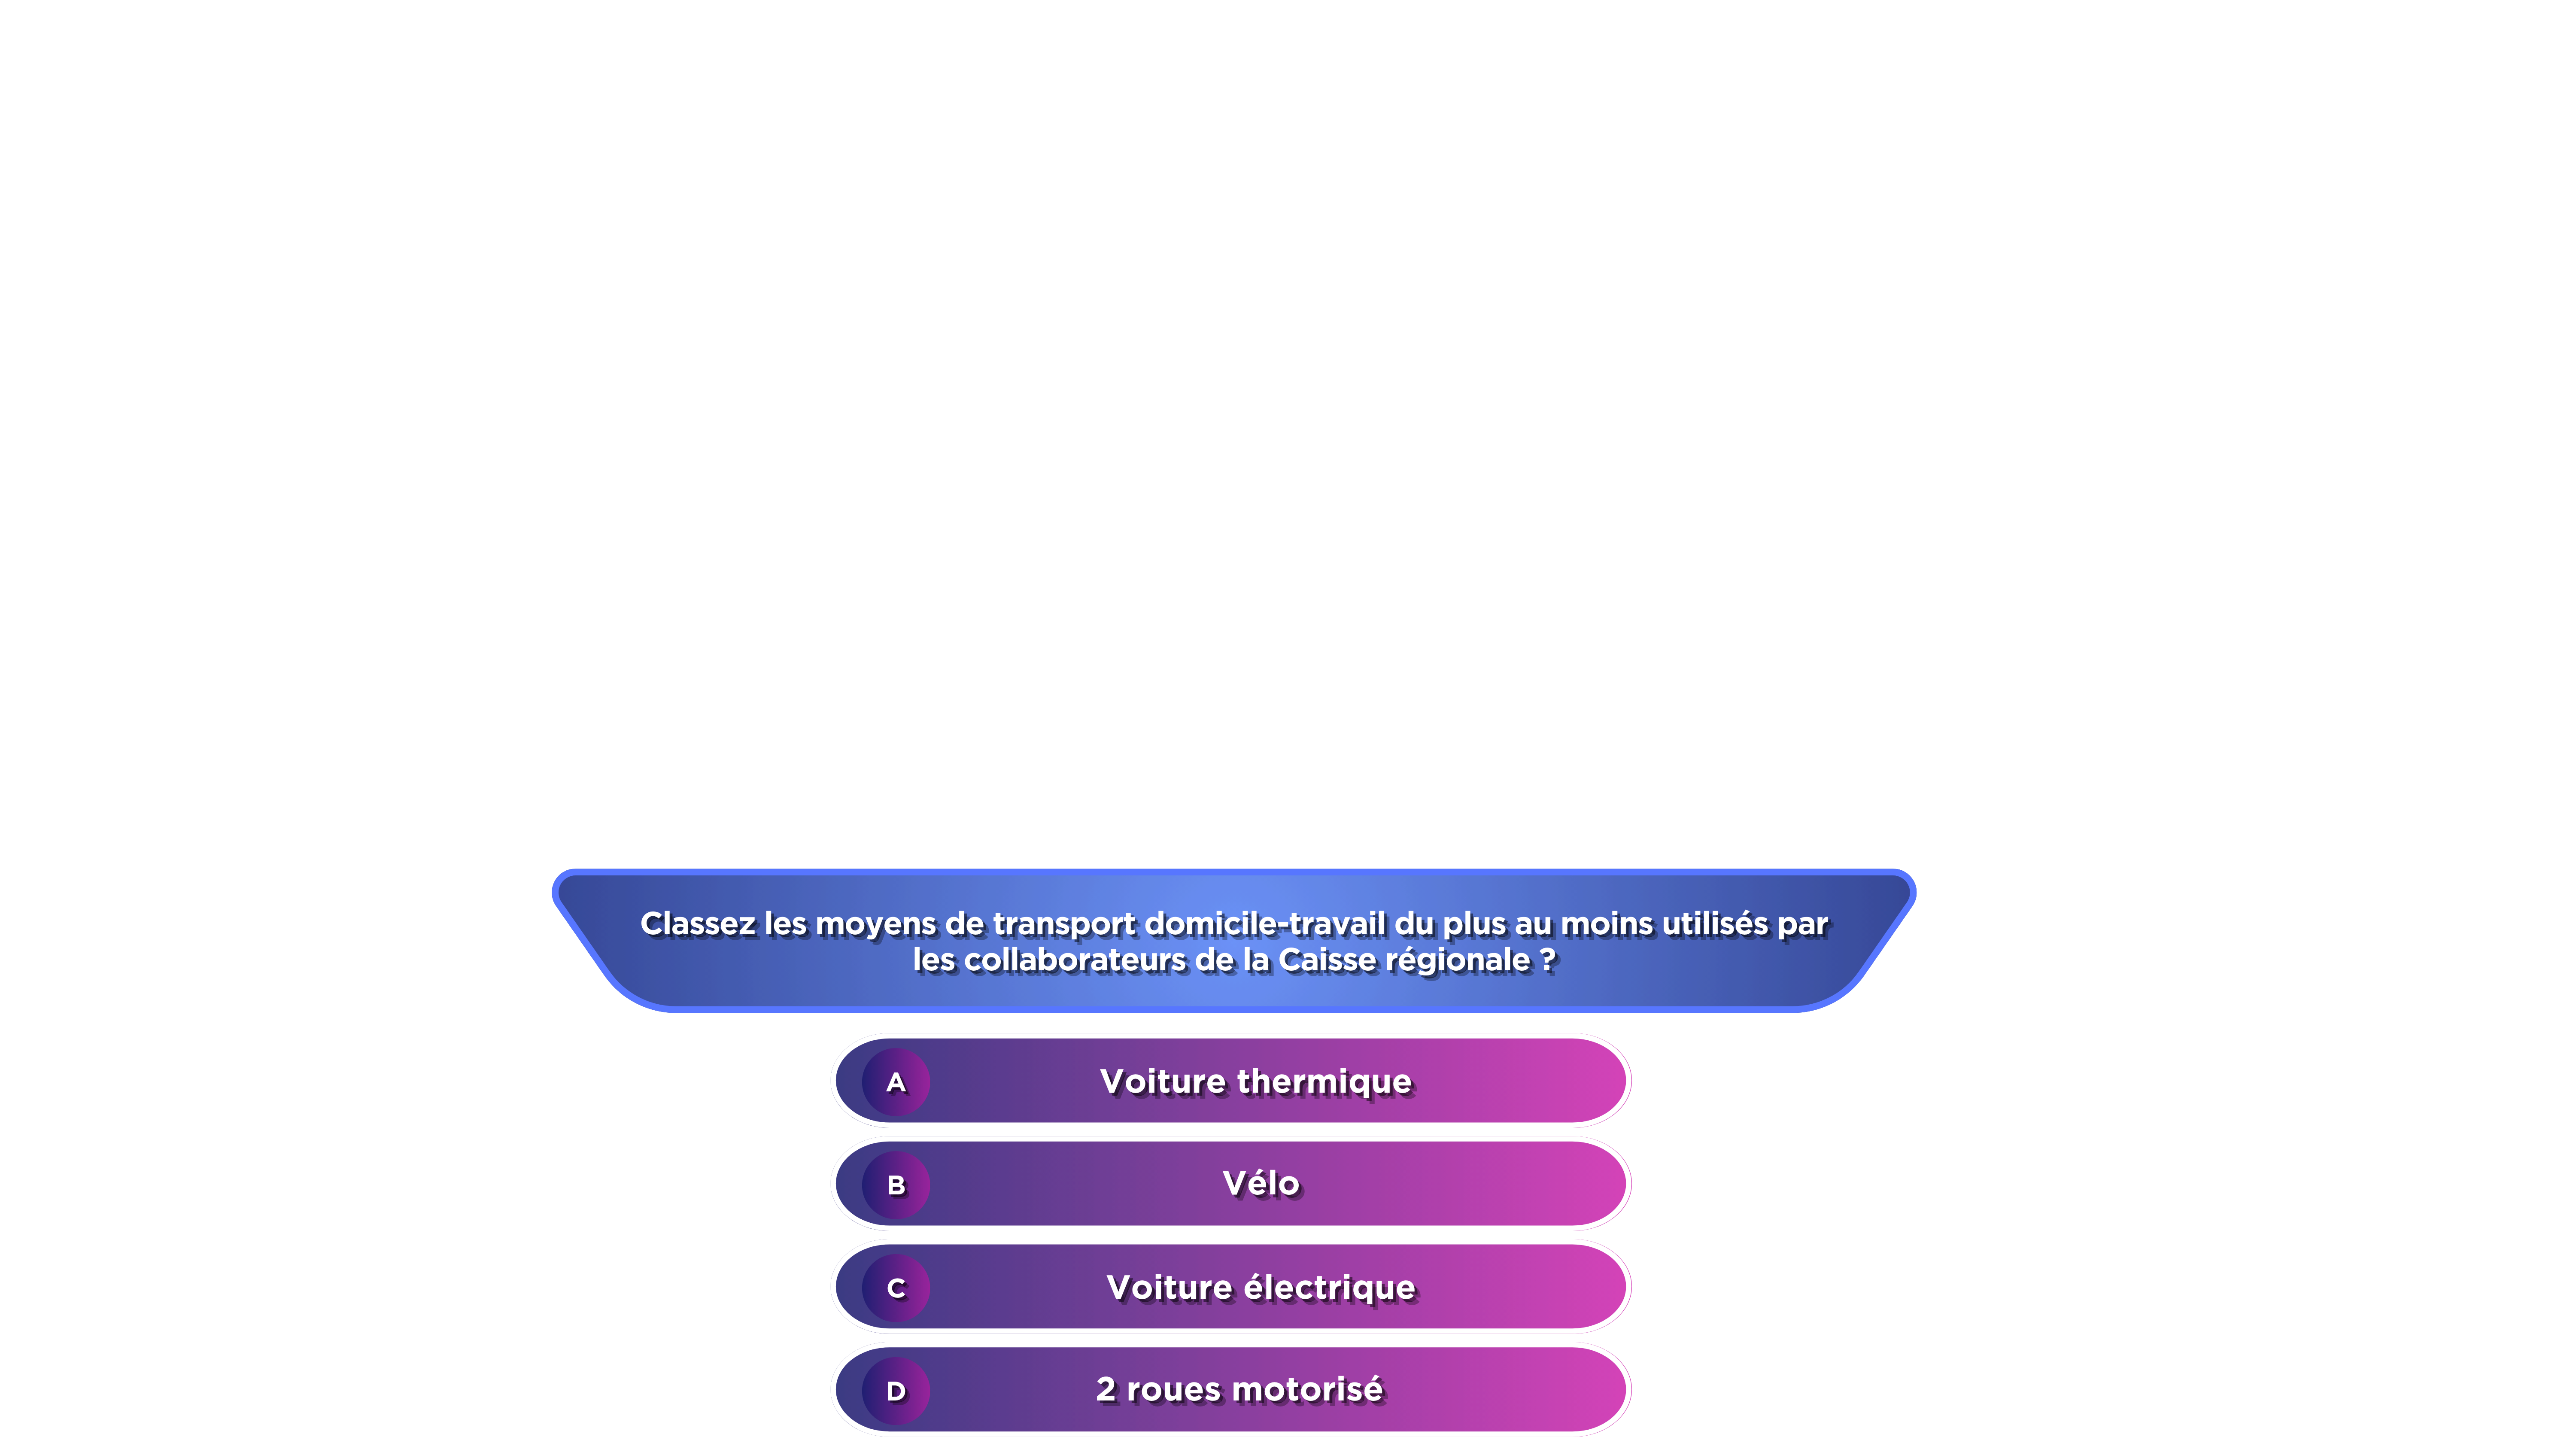 Classez les moyens de transport domicile-travail du plus au moins utilisés par
les collaborateurs de la Caisse régionale ?
A Voiture thermique
B Vélo
C Voiture électrique
D 2 roues motorisé